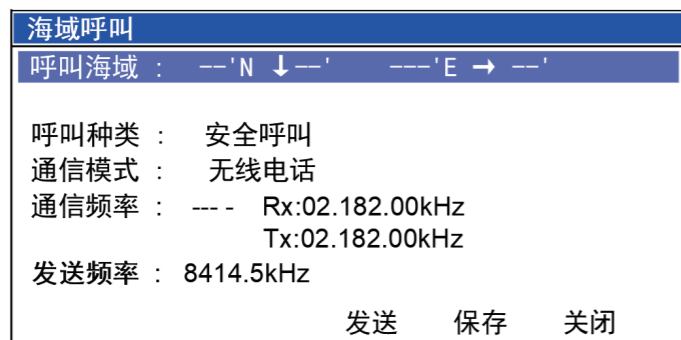 海域呼叫
呼叫海域 : --'N ↓--' ---'E → --'
呼叫种类 : 安全呼叫
通信模式 : 无线电话
通信频率 : --- - Rx:02.182.00kHz
Tx:02.182.00kHz
发送频率 : 8414.5kHz
发送 保存 关闭